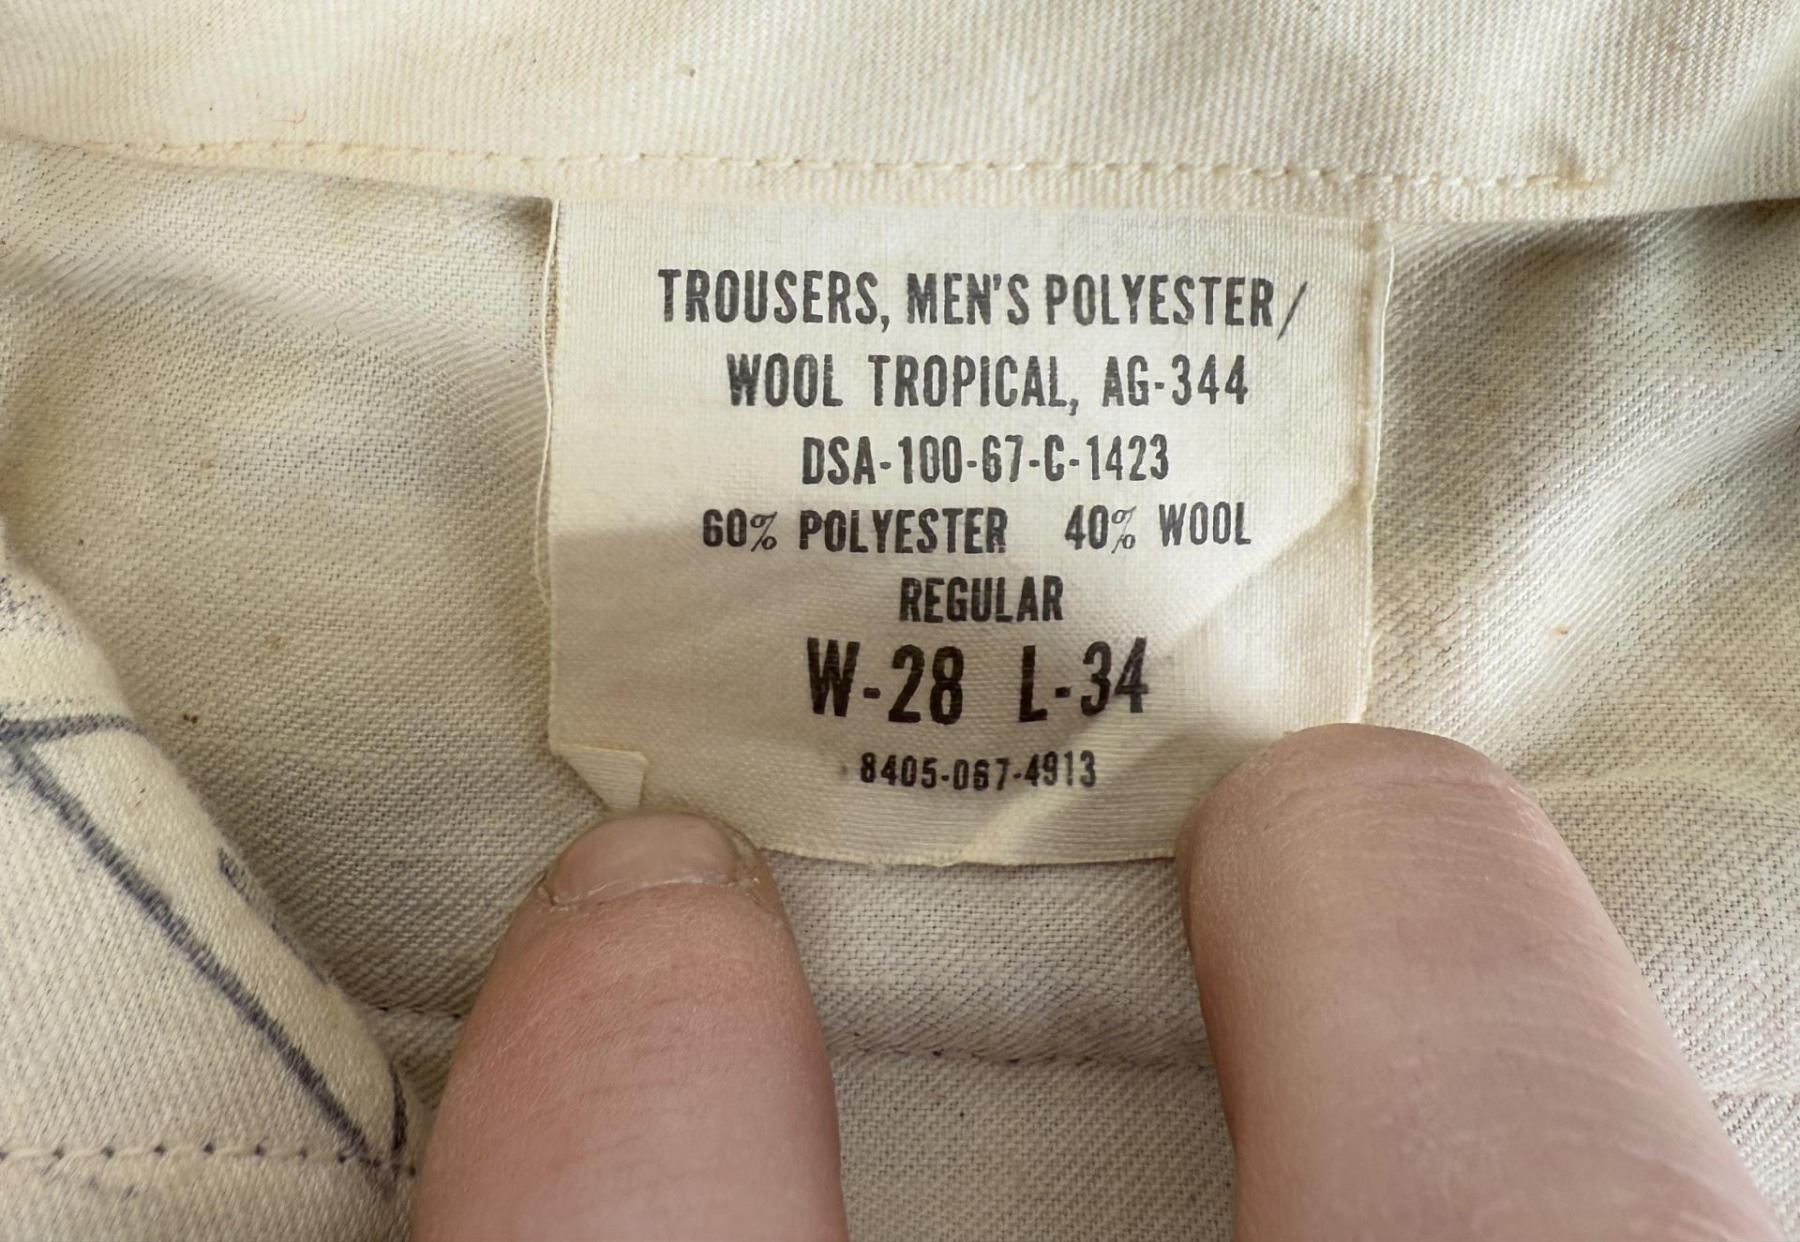 TROUSERS, MEN'S POLYESTER/
WOOL TROPICAL, AG-344
DSA-100-67-C-1423
60% POLYESTER 40% WOOL
REGULAR
W-28 L-34
8405-067-4913